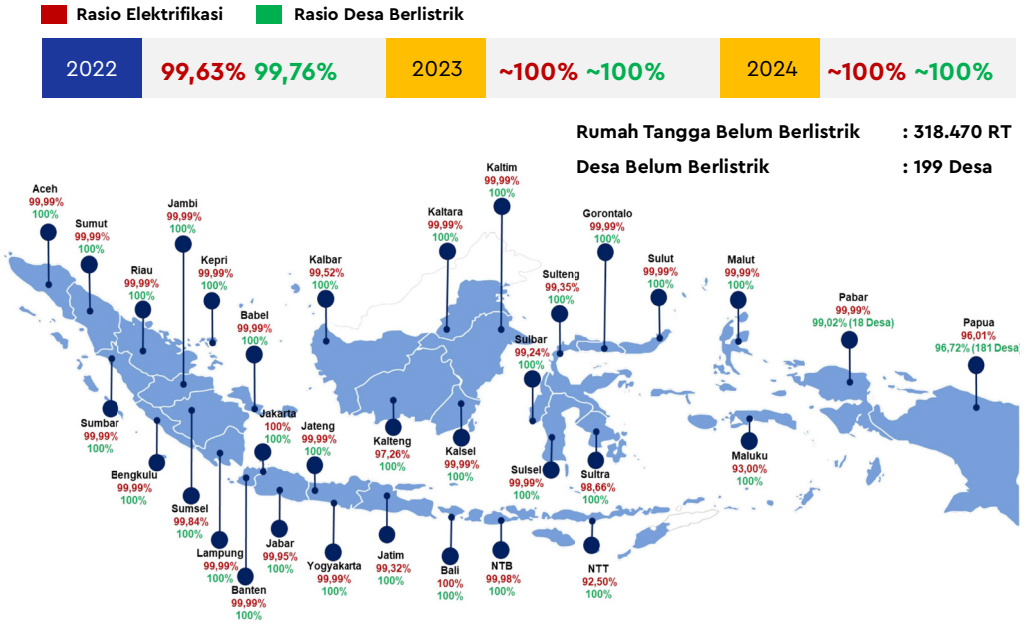 Rasio Elektrifikasi
Rasio Desa Berlistrik
2022
99,63% 99,76%
2023
~100% ~100%
2024
~100% ~100%
Rumah Tangga Belum Berlistrik : 318.470 RT
Desa Belum Berlistrik : 199 Desa
Aceh
99,99%
100%
Sumut
99,99%
100%
Riau
99,99%
100%
Jambi
99,99%
100%
Kepri
99,99%
100%
Babel
99,99%
100%
Kalbar
99,52%
100%
Kaltara
99,99%
100%
Kaltim
99,99%
100%
Sulteng
99,35%
100%
Gorontalo
99,99%
100%
Sulut
99,99%
100%
Malut
99,99%
100%
Pabar
99,99%
99,02% (18 Desa)
Papua
96,01%
96,72% (181 Desa)
Sulbar
99,24%
100%
Sumbar
99,99%
100%
Bengkulu
99,99%
100%
Sumsel
99,84%
100%
Lampung
99,99%
100%
Banten
99,99%
100%
Jakarta
100%
100%
Jateng
99,99%
100%
Jabar
99,95%
100%
Yogyakarta
99,99%
100%
Jatim
99,32%
100%
Kalteng
97,26%
100%
Kalsel
99,99%
100%
Bali
100%
100%
NTB
99,98%
100%
Sulsel
99,99%
100%
Sultra
98,66%
100%
NTT
92,50%
100%
Maluku
93,00%
100%